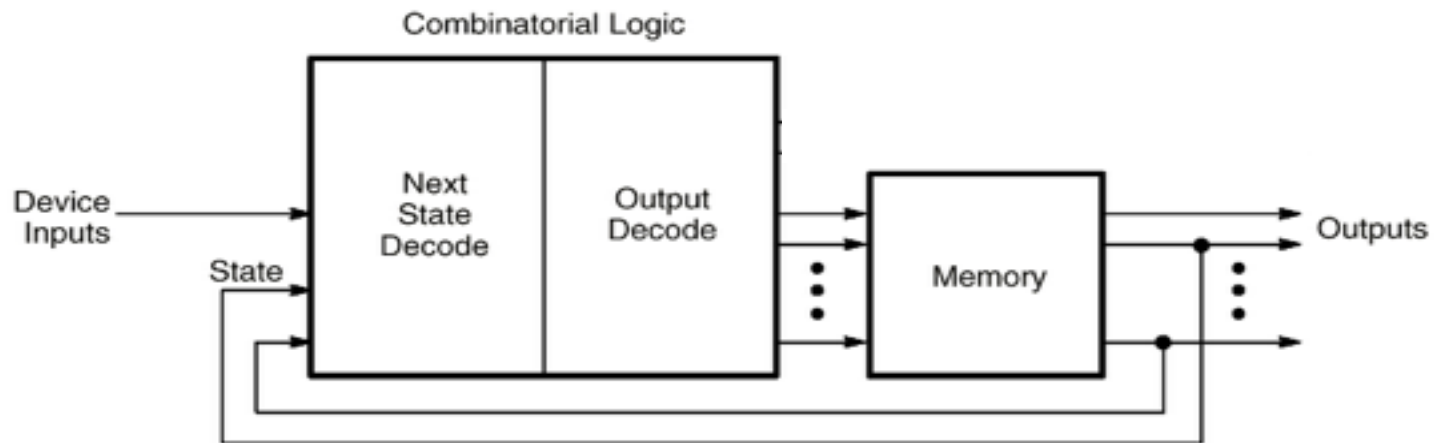 Combinatorial Logic
Device
Inputs
State
Next
State
Decode
Output
Decode
Memory
Outputs